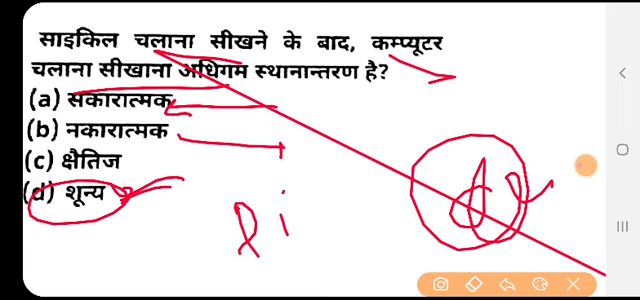 साइकिल चलाना सीखने के बाद, कम्प्यूटर
चलाना सीखाना अधिगम स्थानान्तरण है?
(a) सकारात्मक
(b) नकारात्मक
(c) क्षैतिज
(d) शून्य